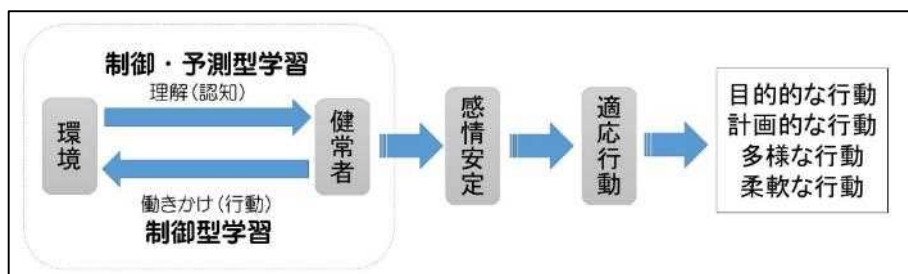 制御・予測型学習
理解(認知)
環境
健常者
働きかけ(行動)
制御型学習
感情安定
適応行動
目的的な行動
計画的な行動
多様な行動
柔軟な行動